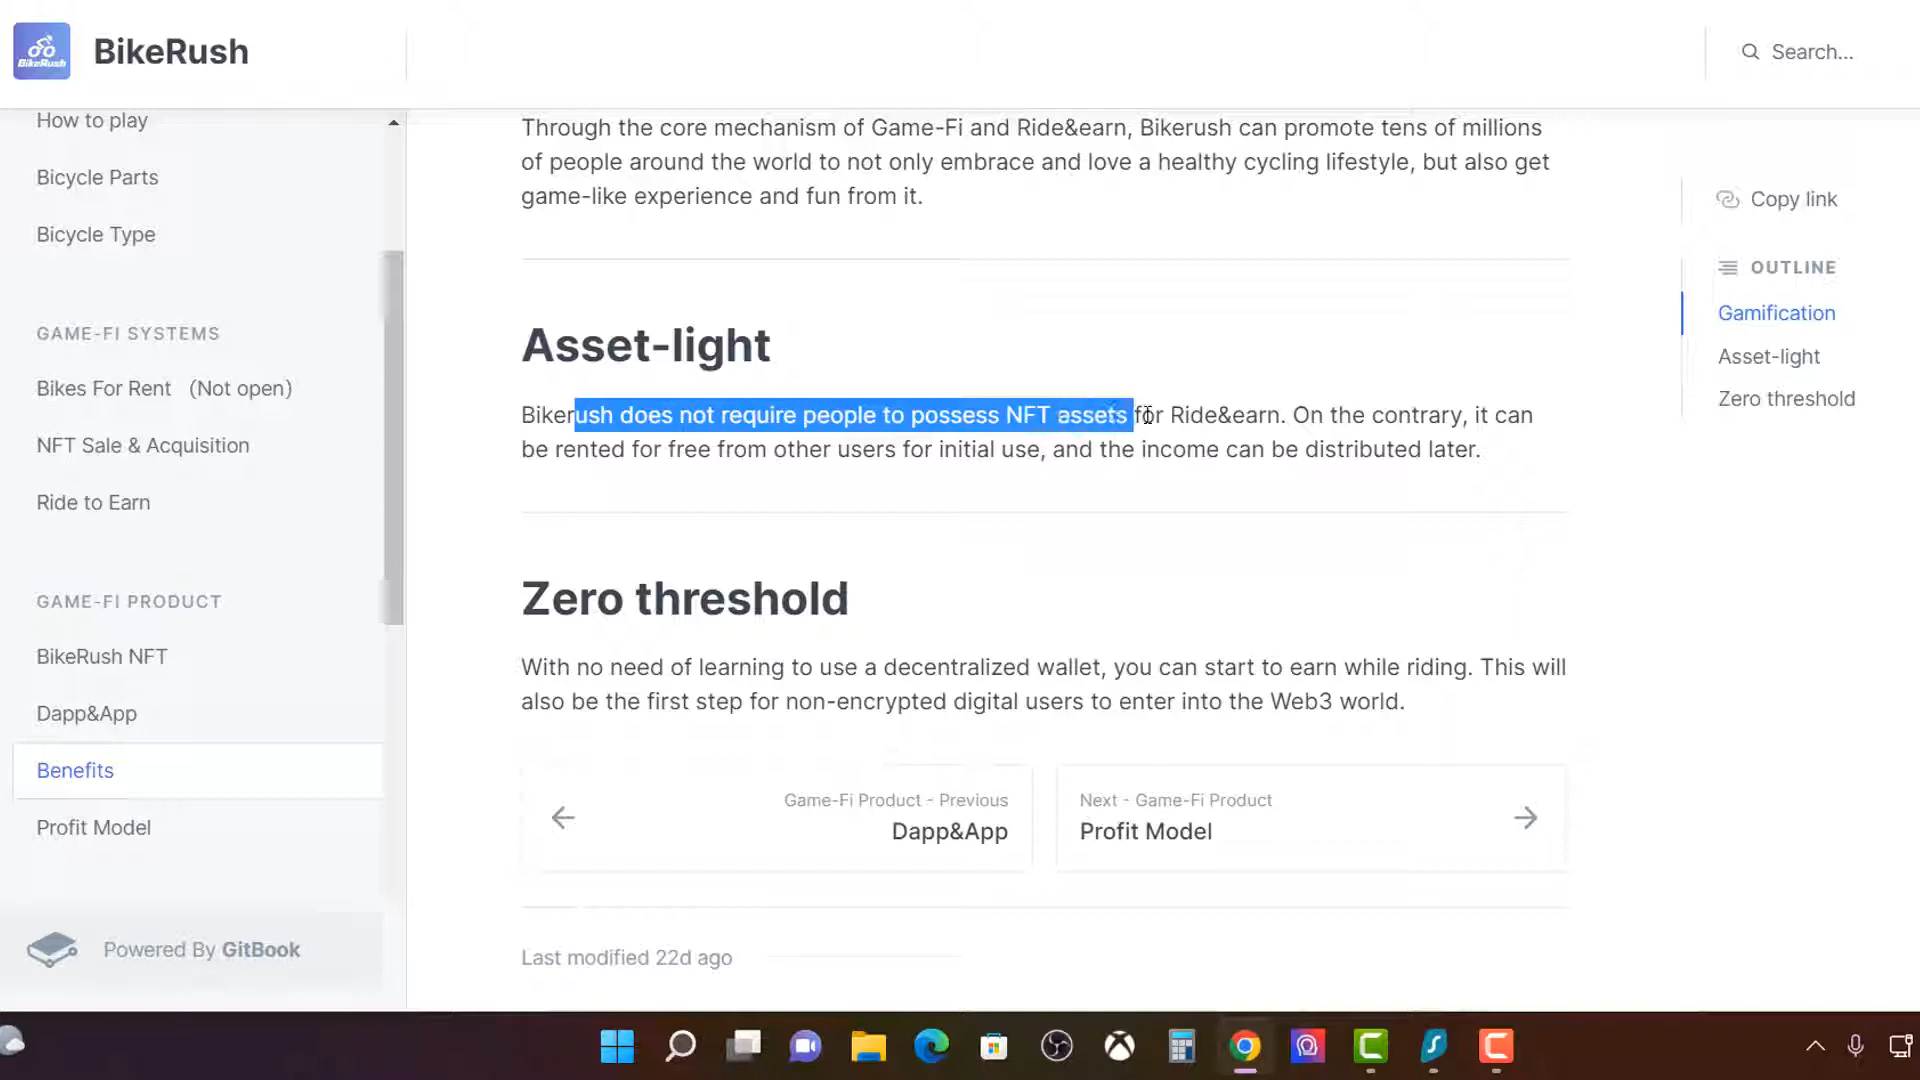 BikeRush
BikeRush
Search...
How to play
Bicycle Parts
Bicycle Type
GAME-FI SYSTEMS
Bikes For Rent (Not open)
NFT Sale & Acquisition
Ride to Earn
GAME-FI PRODUCT
BikeRush NFT
Dapp&App
Benefits
Profit Model
Powered By GitBook
Through the core mechanism of Game-Fi and Ride&earn, Bikerush can promote tens of millions
of people around the world to not only embrace and love a healthy cycling lifestyle, but also get
game-like experience and fun from it.
Asset-light
Bikerush does not require people to possess NFT assets for Ride&earn. On the contrary, it can
be rented for free from other users for initial use, and the income can be distributed later.
Zero threshold
With no need of learning to use a decentralized wallet, you can start to earn while riding. This will
also be the first step for non-encrypted digital users to enter into the Web3 world.
Game-Fi Product - Previous
Dapp&App
Next - Game-Fi Product
Profit Model
Last modified 22d ago
Copy link
OUTLINE
Gamification
Asset-light
Zero threshold